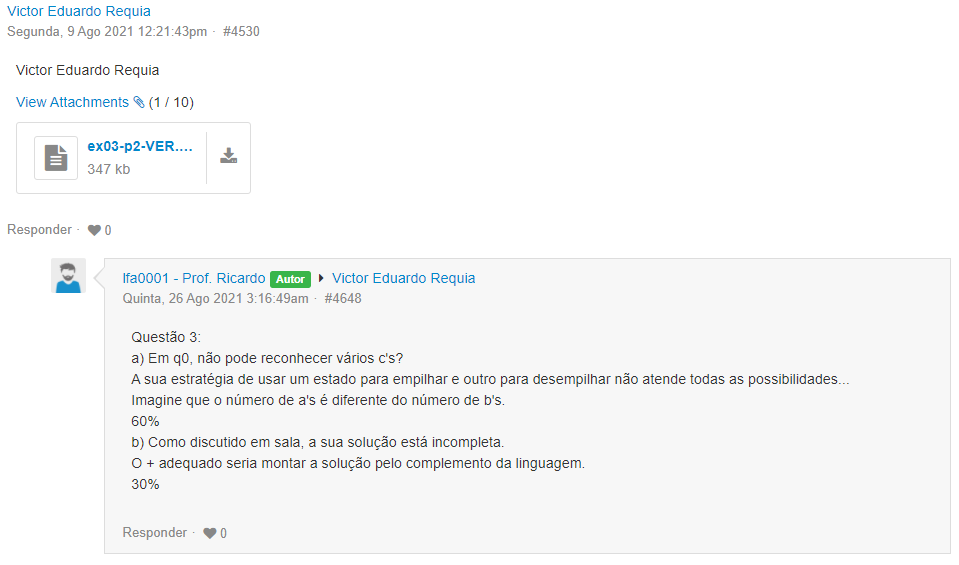 Victor Eduardo Requia
Segunda, 9 Ago 2021 12:21:43pm · #4530
Victor Eduardo Requia
View Attachments (1 / 10)
ex03-p2-VER....
347 kb
Responder · 0
lfa0001 - Prof. Ricardo Autor Victor Eduardo Requia
Quinta, 26 Ago 2021 3:16:49am · #4648
Questão 3:
a) Em q0, não pode reconhecer vários c's?
A sua estratégia de usar um estado para empilhar e outro para desempilhar não atende todas as possibilidades...
Imagine que o número de a's é diferente do número de b's.
60%
b) Como discutido em sala, a sua solução está incompleta.
O + adequado seria montar a solução pelo complemento da linguagem.
30%
Responder · 0